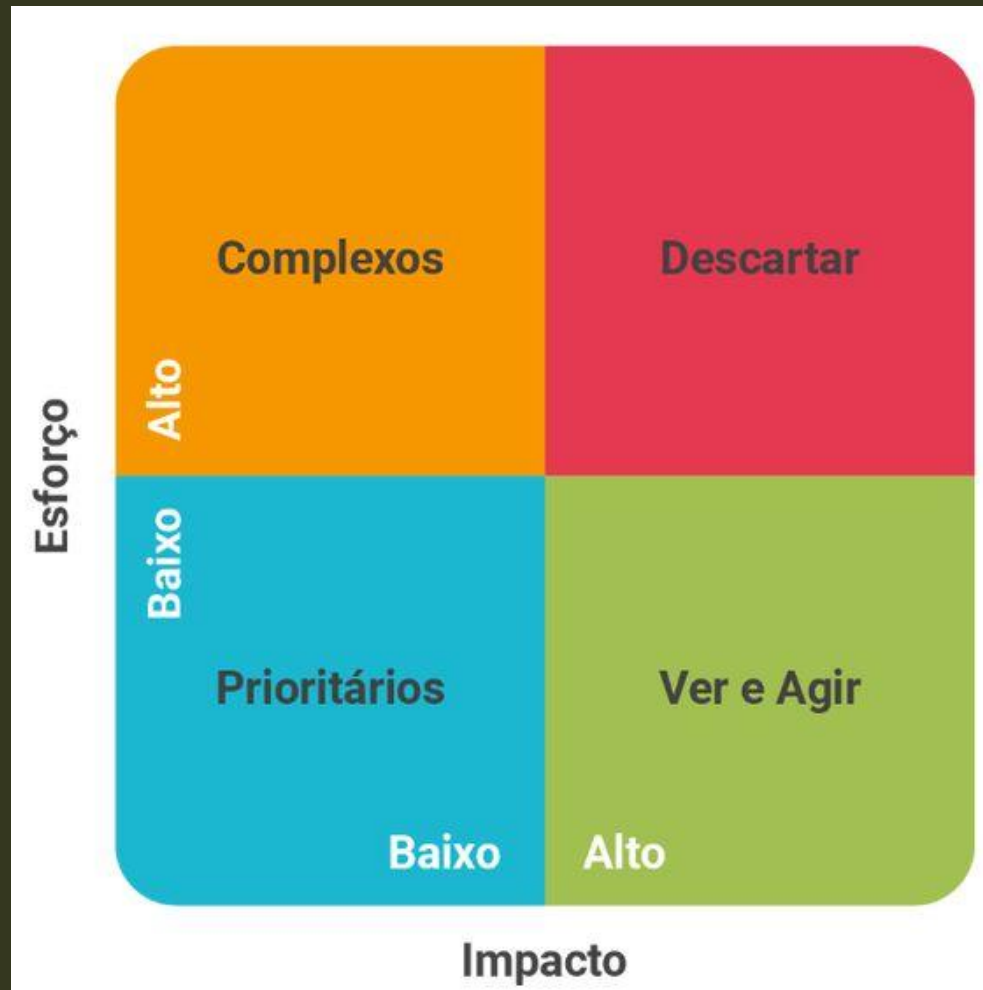 Complexos
Descartar
Alto
Esforço
Baixo
Prioritários
Ver e Agir
Baixo
Alto
Impacto